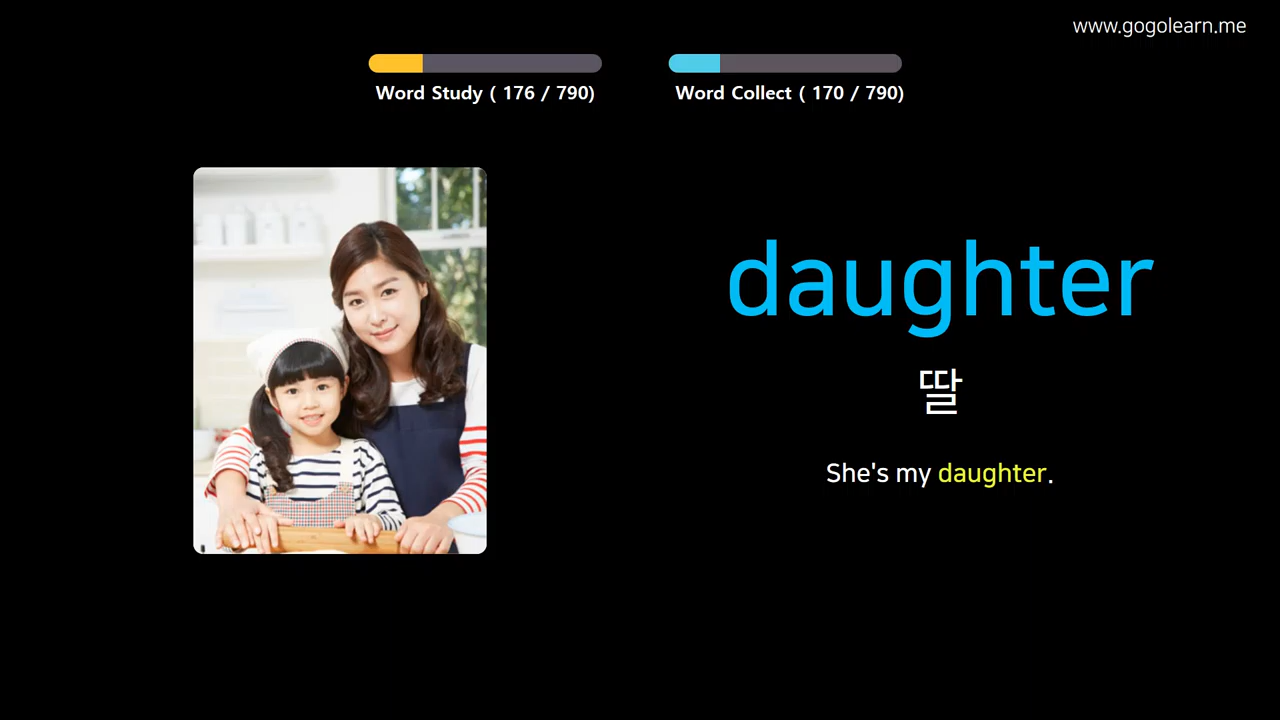 www.gogolearn.me
Word Study ( 176 / 790)
Word Collect ( 170 / 790)
daughter
딸
She's my daughter.